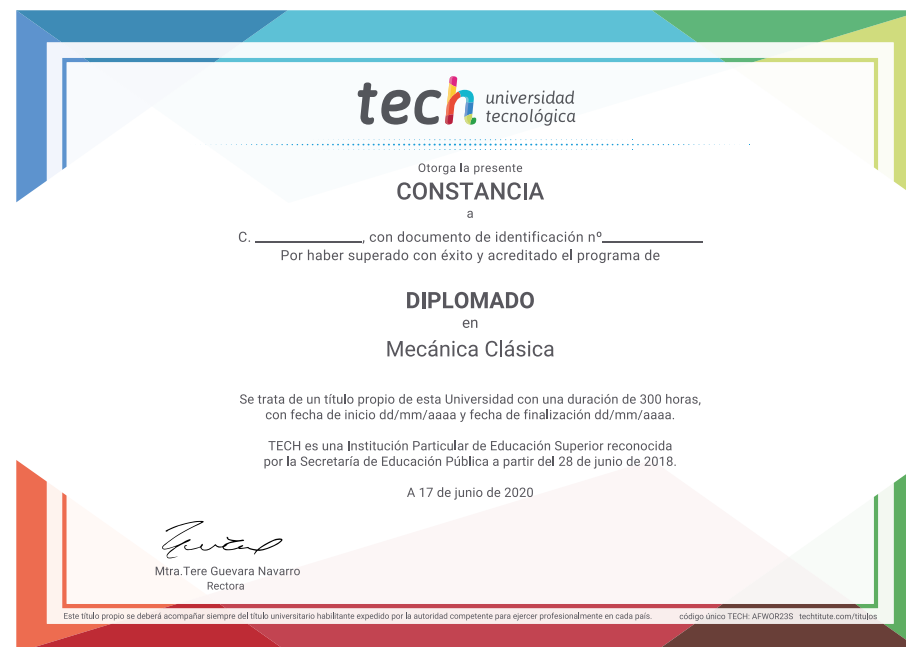 tech universidad
tecnológica
Otorga la presente
CONSTANCIA
a
C. ____________, con documento de identificación nº____________
Por haber superado con éxito y acreditado el programa de
DIPLOMADO
en
Mecánica Clásica
Se trata de un título propio de esta Universidad con una duración de 300 horas,
con fecha de inicio dd/mm/aaaa y fecha de finalización dd/mm/aaaa.
TECH es una Institución Particular de Educación Superior reconocida
por la Secretaría de Educación Pública a partir del 28 de junio de 2018.
A 17 de junio de 2020
Mtra.Tere Guevara Navarro
Rectora
Este título propio se deberá acompañar siempre del título universitario habilitante expedido por la autoridad competente para ejercer profesionalmente en cada país. código único TECH: AFWOR23S techtitute.com/títulos